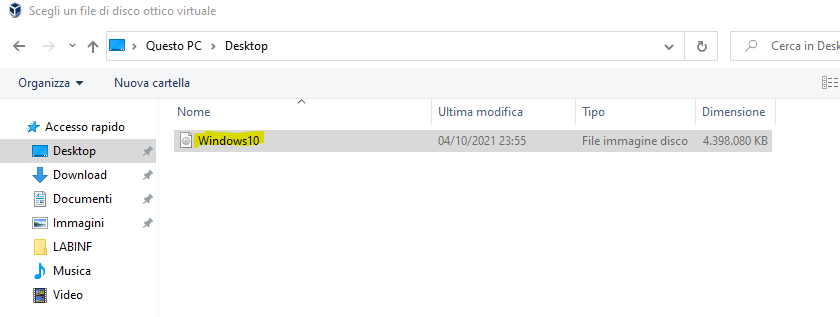 Scegli un file di disco ottico virtuale
Questo PC > Desktop
Cerca in Desk
Organizza
Nuova cartella
Nome Ultima modifica Tipo Dimensione
Accesso rapido
Windows10 04/10/2021 23:55 File immagine disco 4.398.080 KB
Desktop
Download
Documenti
Immagini
LABINF
Musica
Video